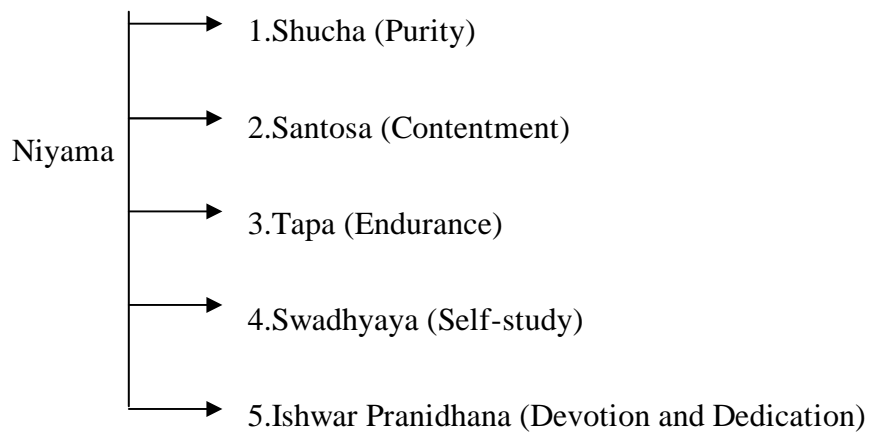 1.Shucha (Purity)
2.Santosa (Contentment)
Niyama
3.Tapa (Endurance)
4.Swadhyaya (Self-study)
5.Ishwar Pranidhana (Devotion and Dedication)